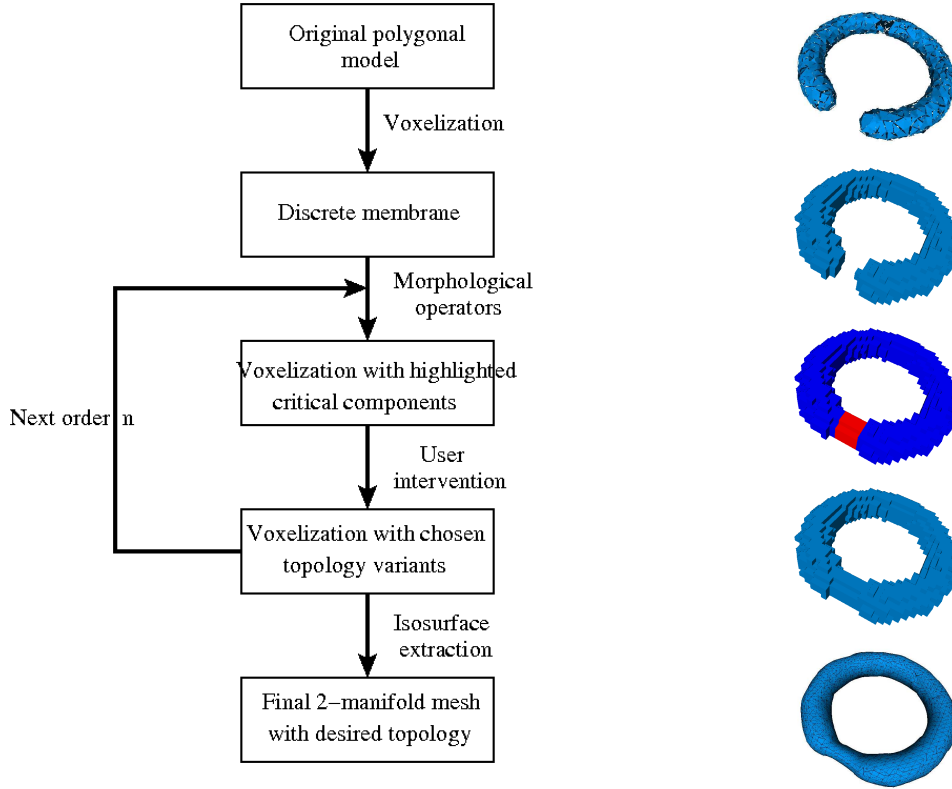 Original polygonal
model
Voxelization
Discrete membrane
Morphological
operators
Voxelization with highlighted
critical components
Next order n
User
intervention
Voxelization with chosen
topology variants
Isosurface
extraction
Final 2−manifold mesh
with desired topology